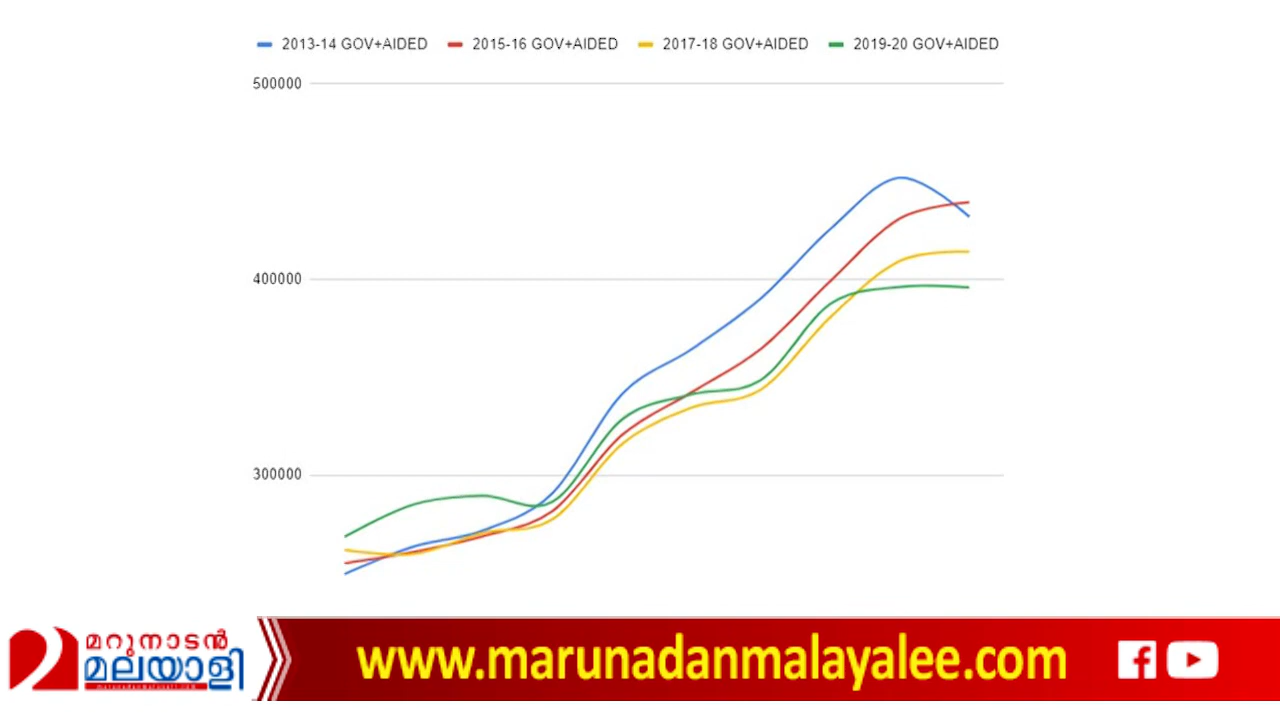 2013-14 GOV+AIDED 2015-16 GOV+AIDED 2017-18 GOV+AIDED 2019-20 GOV+AIDED
500000
400000
300000
മറുനാടൻ
മലയാളി
www.marunadanmalayalee.com